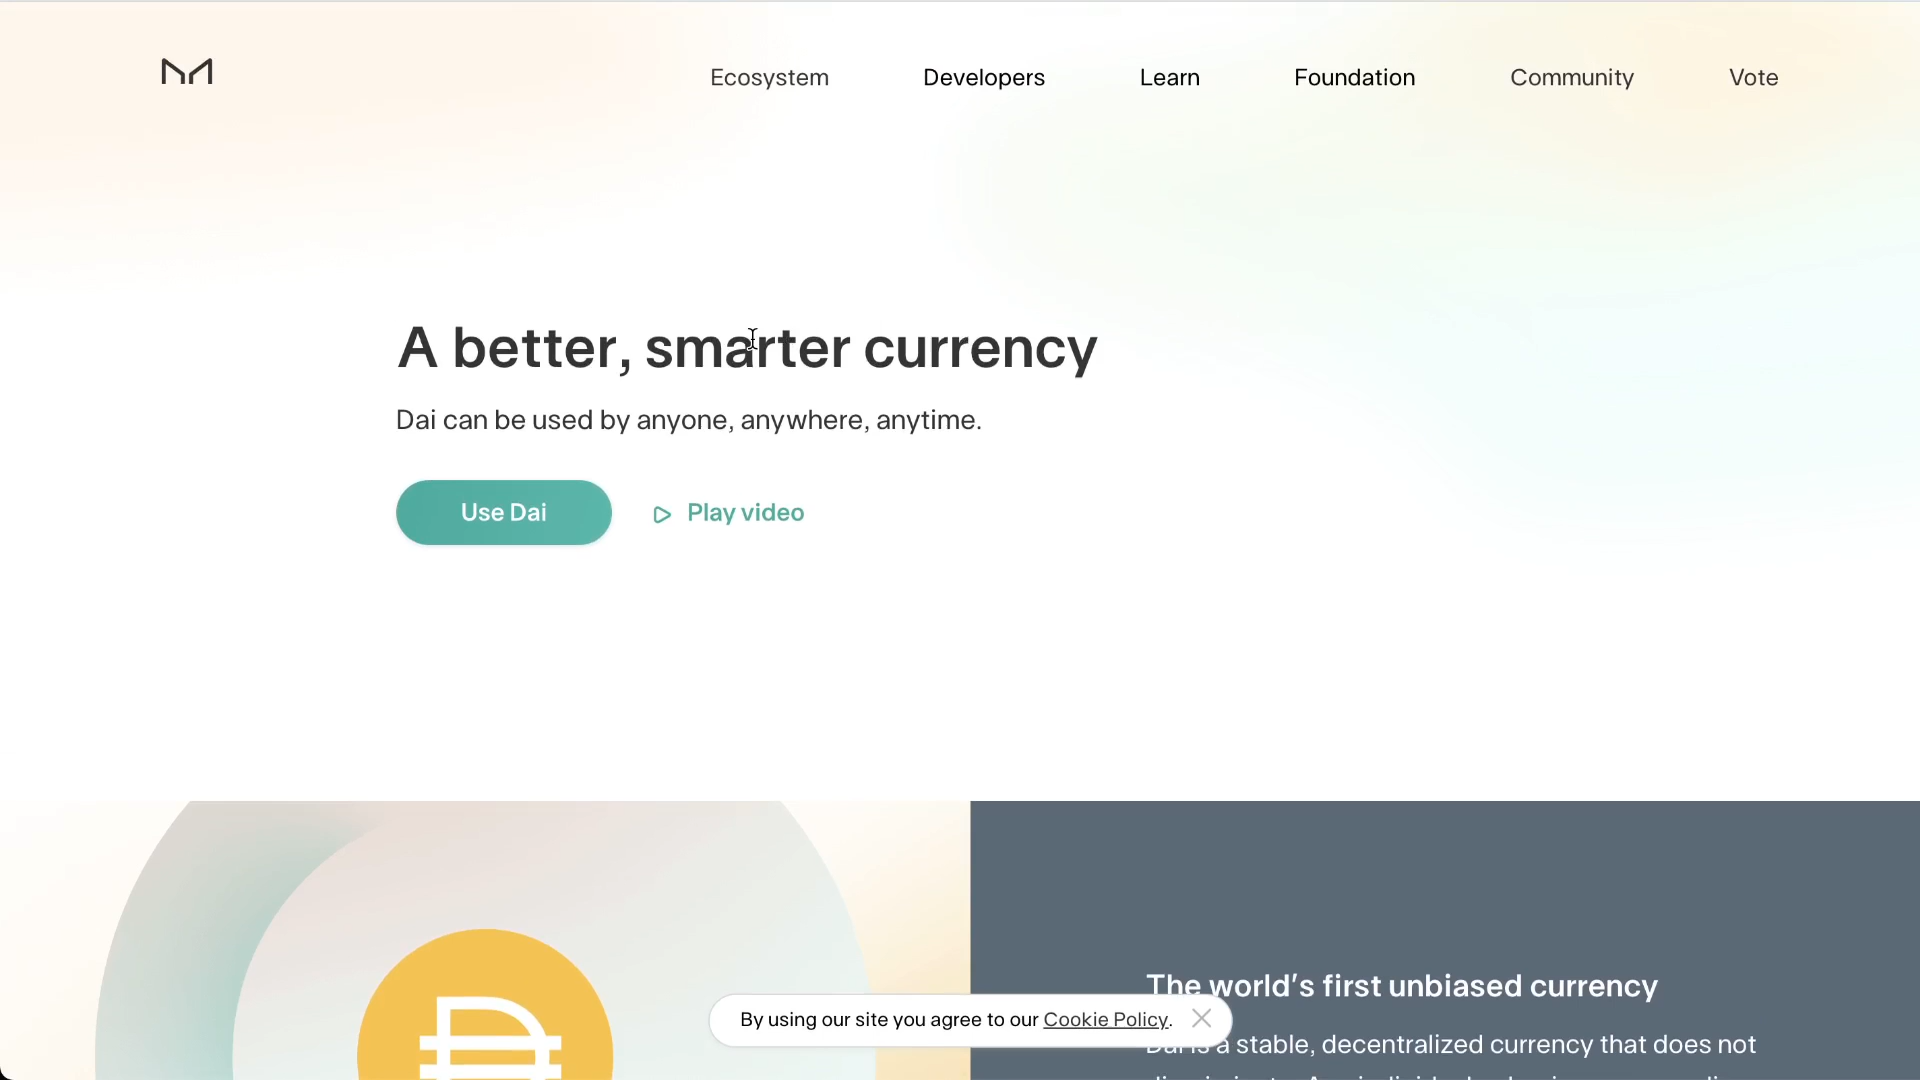 Ecosystem Developers Learn Foundation Community Vote
A better, smarter currency
Dai can be used by anyone, anywhere, anytime.
Use Dai Play video
The world's first unbiased currency
By using our site you agree to our Cookie Policy.
Dai is a stable, decentralized currency that does not